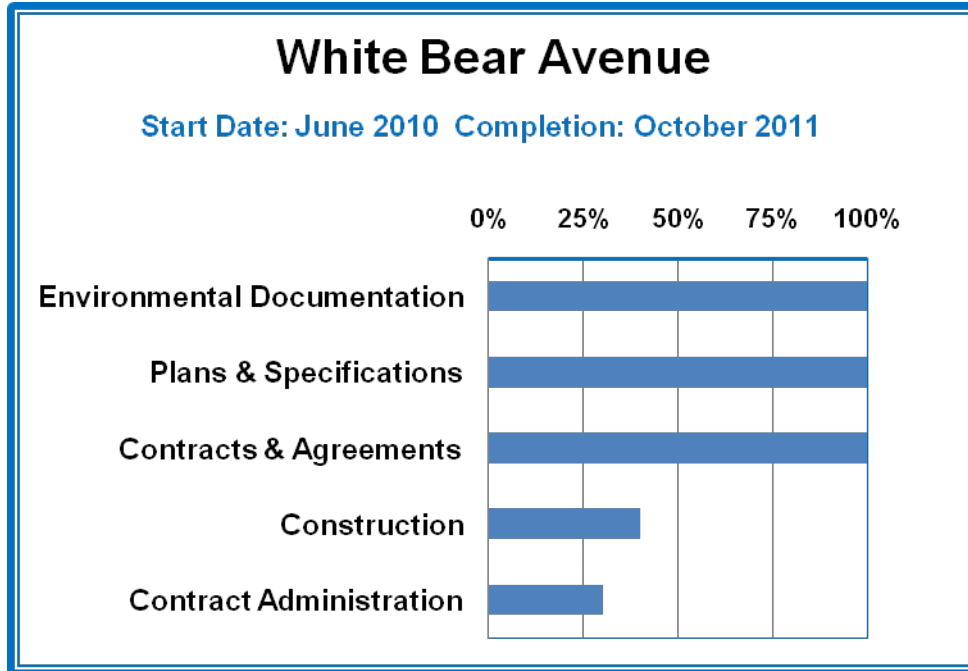 White Bear Avenue
Start Date: June 2010 Completion: October 2011
0% 25% 50% 75% 100%
Environmental Documentation
Plans & Specifications
Contracts & Agreements
Construction
Contract Administration